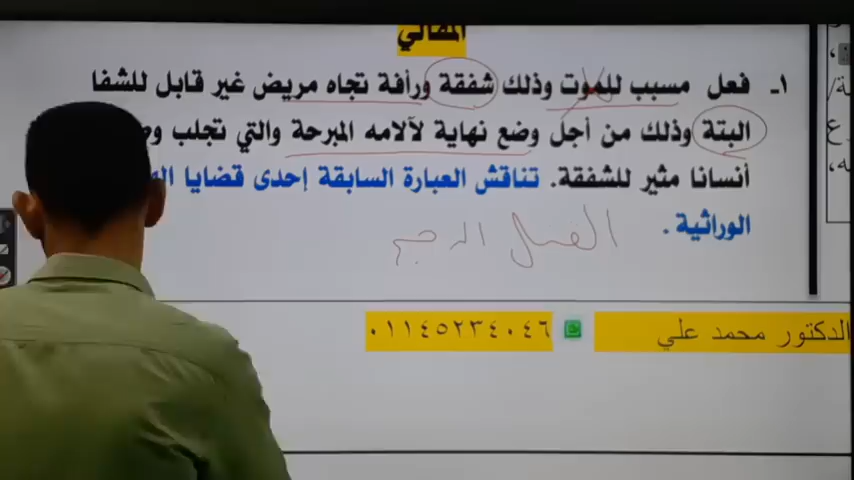 المقالي
١- فعل مسبب للموت وذلك شفقة ورأفة تجاه مريض غير قابل للشفا
البتة وذلك من أجل وضع نهاية لآلامه المبرحة والتي تجلب
أنسانا مثير للشفقة. تناقش العبارة السابقة إحدى قضايا
الوراثية .
القتل الرحيم
الدكتور محمد علي ٠١١٤٥٢٣٤٠٤٦